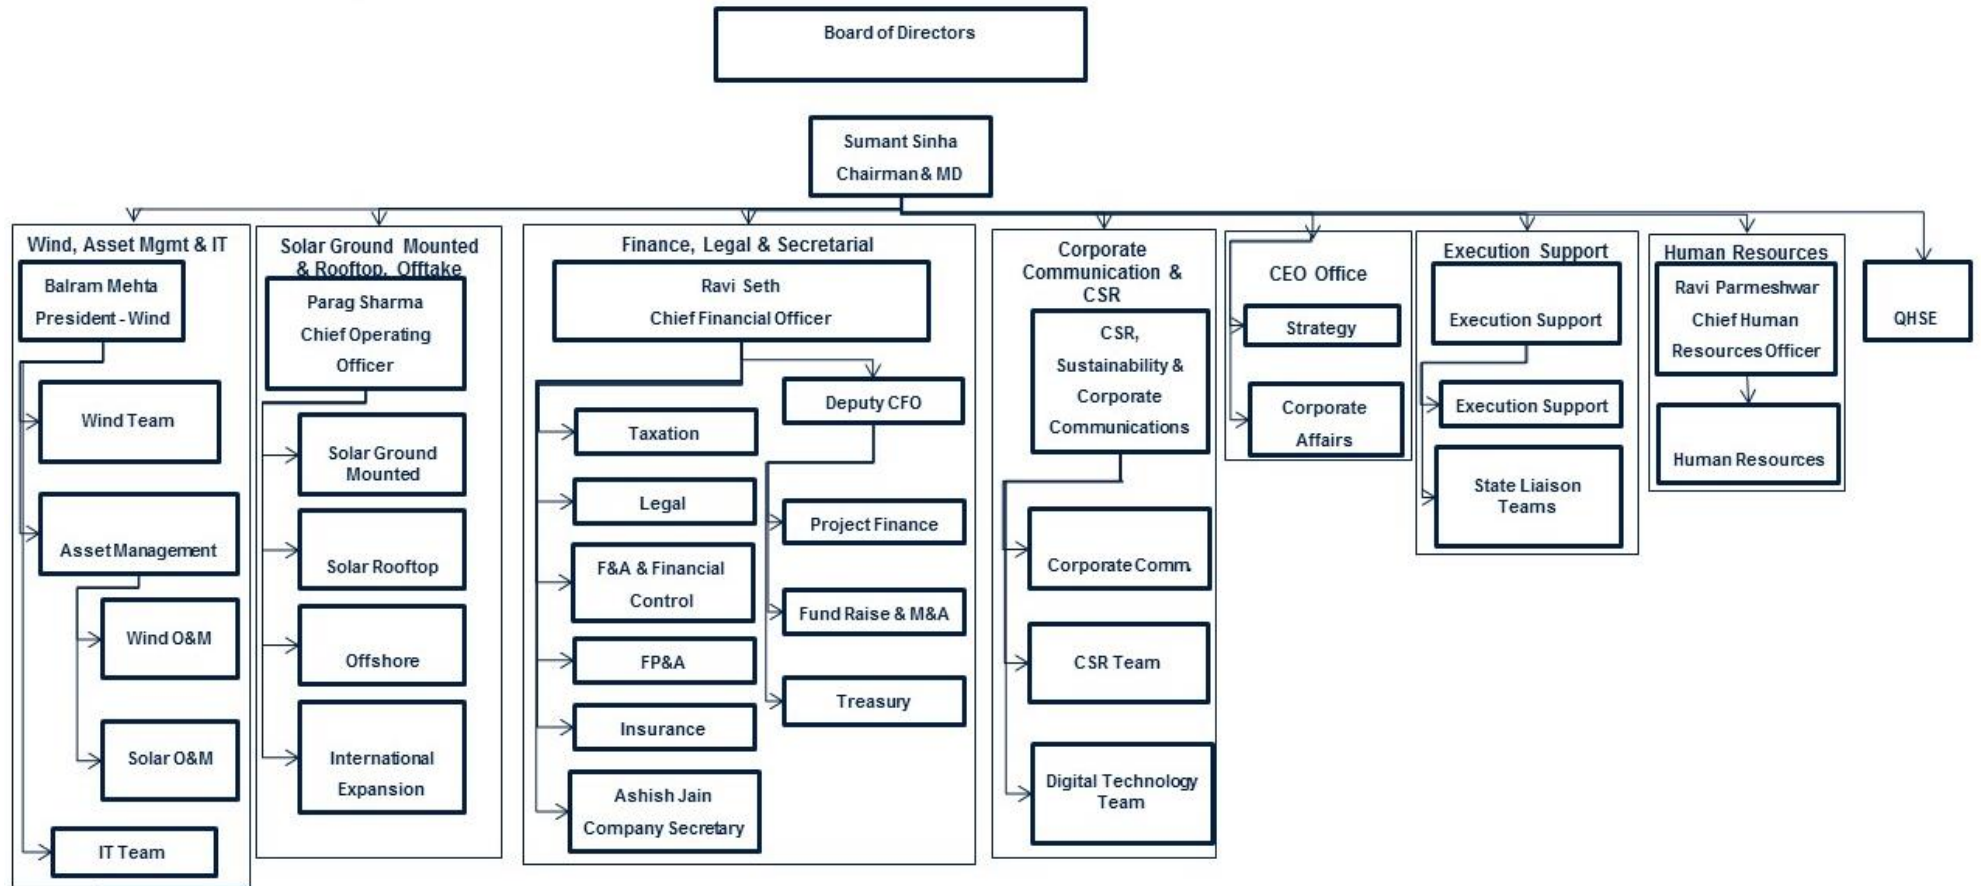 Board of Directors
Sumant Sinha
Chairman & MD
Wind, Asset Mgmt & IT
Balram Mehta
President - Wind
Wind Team
Asset Management
Wind O&M
Solar O&M
IT Team
Solar Ground Mounted
& Rooftop, Offtake
Parag Sharma
Chief Operating
Officer
Solar Ground
Mounted
Solar Rooftop
Offshore
International
Expansion
Finance, Legal & Secretarial
Ravi Seth
Chief Financial Officer
Deputy CFO
Taxation
Legal
F&A & Financial
Control
FP&A
Insurance
Ashish Jain
Company Secretary
Project Finance
Fund Raise & M&A
Treasury
Corporate
Communication &
CSR
CSR,
Sustainability &
Corporate
Communications
Corporate Comm.
CSR Team
Digital Technology
Team
CEO Office
Strategy
Corporate
Affairs
Execution Support
Execution Support
Execution Support
State Liaison
Teams
Human Resources
Ravi Parmeshwar
Chief Human
Resources Officer
Human Resources
QHSE